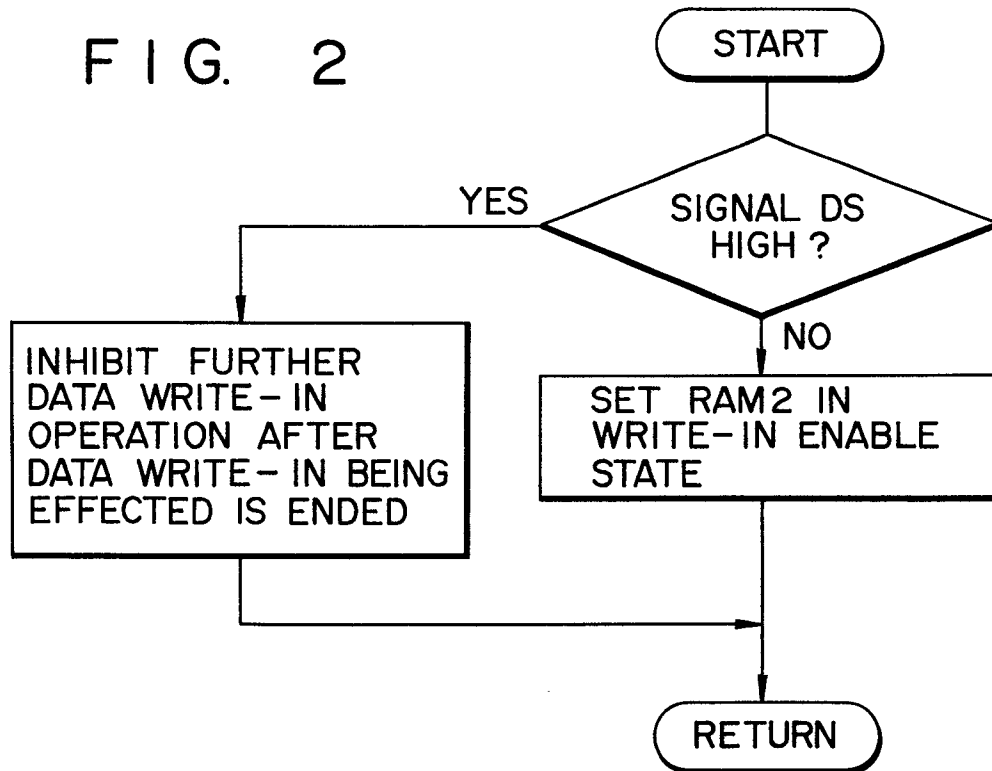 FIG. 2
START
SIGNAL DS
HIGH ?
YES
NO
INHIBIT FURTHER
DATA WRITE-IN
OPERATION AFTER
DATA WRITE-IN BEING
EFFECTED IS ENDED
SET RAM2 IN
WRITE-IN ENABLE
STATE
RETURN